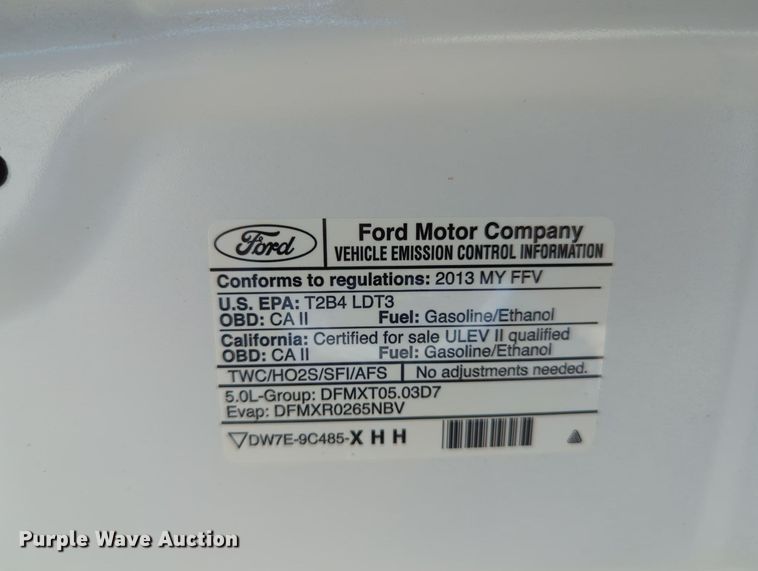 Ford
Ford Motor Company
VEHICLE EMISSION CONTROL INFORMATION
Conforms to regulations: 2013 MY FFV
U.S. EPA: T2B4 LDT3
OBD: CA II Fuel: Gasoline/Ethanol
California: Certified for sale ULEV II qualified
OBD: CA II Fuel: Gasoline/Ethanol
TWC/HO2S/SFI/AFS No adjustments needed.
5.0L-Group: DFMXT05.03D7
Evap: DFMXR0265NBV
DW7E-9C485-X H H
Purple Wave Auction